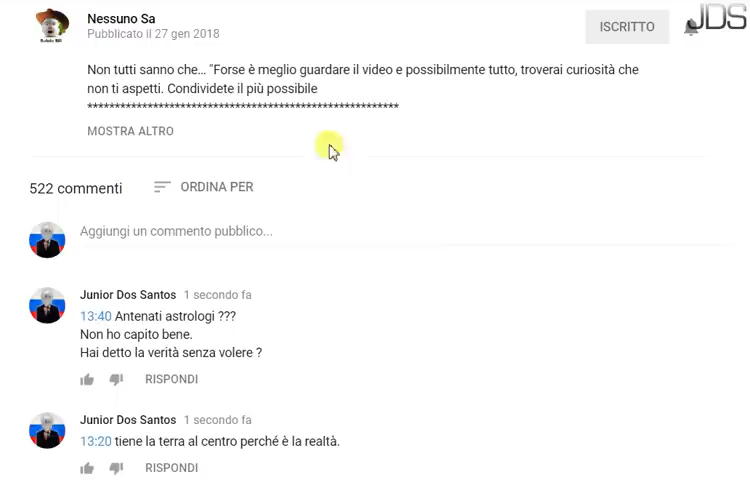 JDS
Nessuno Sa
Pubblicato il 27 gen 2018
ISCRITTO
Non tutti sanno che... "Forse è meglio guardare il video e possibilmente tutto, troverai curiosità che
non ti aspetti. Condividete il più possibile
*********************************************************
MOSTRA ALTRO
522 commenti
ORDINA PER
Aggiungi un commento pubblico...
Junior Dos Santos 1 secondo fa
13:40 Antenati astrologi ???
Non ho capito bene.
Hai detto la verità senza volere ?
RISPONDI
Junior Dos Santos 1 secondo fa
13:20 tiene la terra al centro perché è la realtà.
RISPONDI